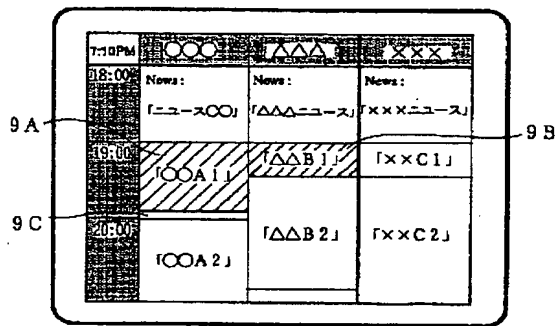 7:10PM ○○○ △△△ ×××
18:00 News: News: News:
「ニュース○○」 「△△△ニュース」 「×××ニュース」
9A
9B
19:00 「○○A1」 「△△B1」 「××C1」
9C
20:00 「○○A2」 「△△B2」 「××C2」